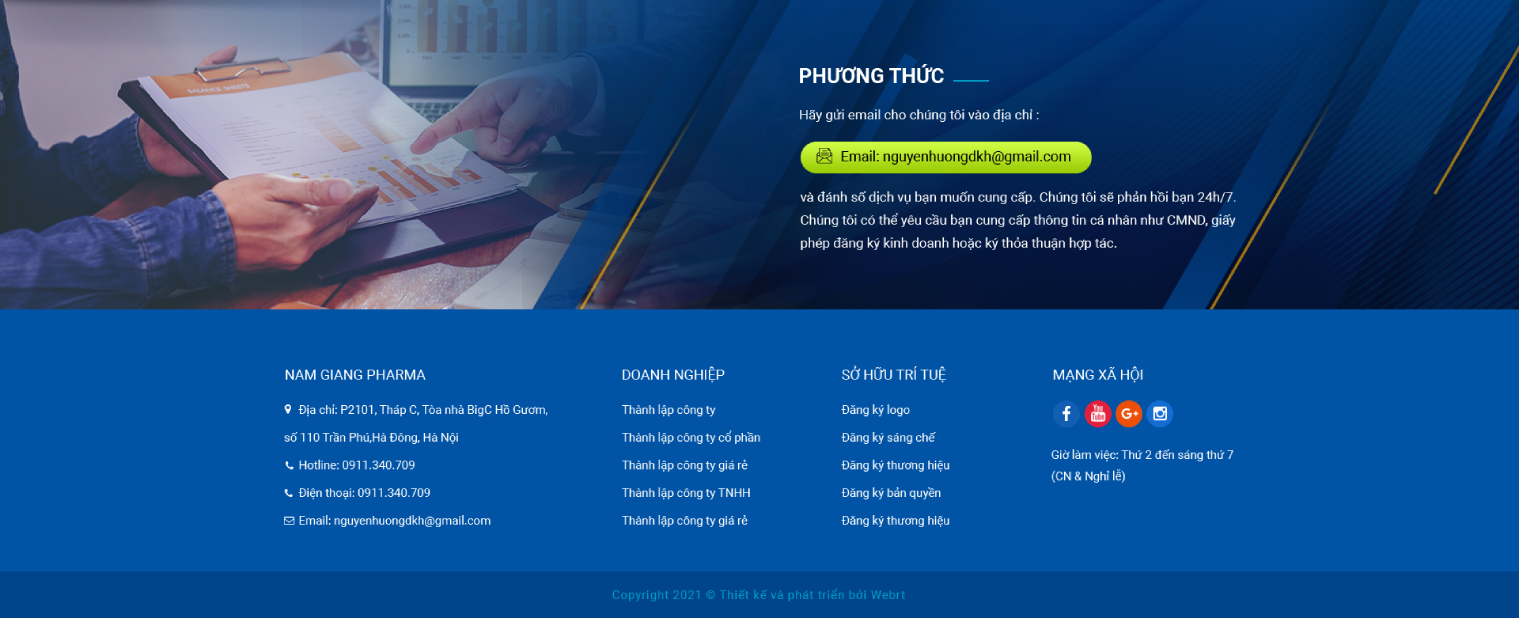 BALANCE SHEETS
PHƯƠNG THỨC
Hãy gửi email cho chúng tôi vào địa chỉ :
Email: nguyenhuongdkh@gmail.com
và đánh số dịch vụ bạn muốn cung cấp. Chúng tôi sẽ phản hồi bạn 24h/7.
Chúng tôi có thể yêu cầu bạn cung cấp thông tin cá nhân như CMND, giấy
phép đăng ký kinh doanh hoặc ký thỏa thuận hợp tác.
NAM GIANG PHARMA
Địa chỉ: P2101, Tháp C, Tòa nhà BigC Hồ Gươm,
số 110 Trần Phú,Hà Đông, Hà Nội
Hotline: 0911.340.709
Điện thoại: 0911.340.709
Email: nguyenhuongdkh@gmail.com
DOANH NGHIỆP
Thành lập công ty
Thành lập công ty cổ phần
Thành lập công ty giá rẻ
Thành lập công ty TNHH
Thành lập công ty giá rẻ
SỞ HỮU TRÍ TUỆ
Đăng ký logo
Đăng ký sáng chế
Đăng ký thương hiệu
Đăng ký bản quyền
Đăng ký thương hiệu
MẠNG XÃ HỘI
You Tube
Giờ làm việc: Thứ 2 đến sáng thứ 7
(CN & Nghỉ lễ)
Copyright 2021 © Thiết kế và phát triển bởi Webrt